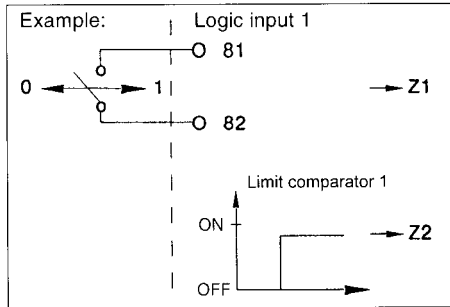 Example:
Logic input 1
81
0
1
Z1
82
Limit comparator 1
ON
Z2
OFF